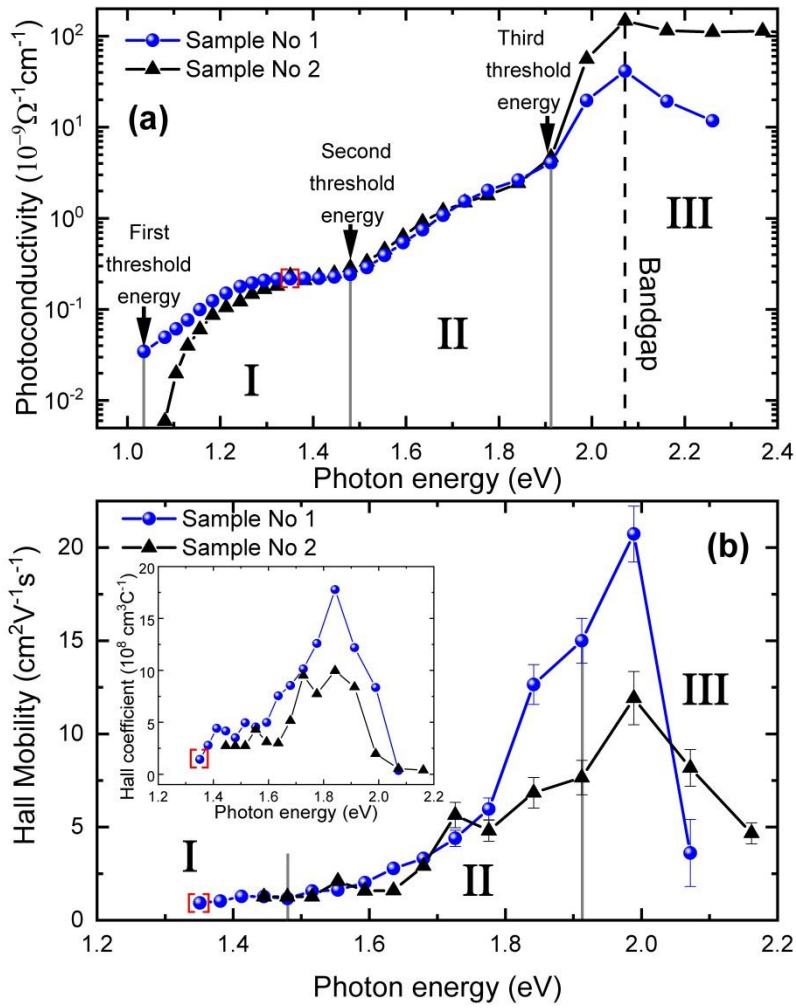 Sample No 1
Sample No 2
(a)
First
threshold
energy
Second
threshold
energy
Third
threshold
energy
I
II
III
Bandgap
Photoconductivity (10⁻⁹Ω⁻¹cm⁻¹)
10²
10¹
10⁰
10⁻¹
10⁻²
1.0 1.2 1.4 1.6 1.8 2.0 2.2 2.4
Photon energy (eV)
Sample No 1
Sample No 2
(b)
Hall Mobility (cm²V⁻¹s⁻¹)
20
15
10
5
0
Hall coefficient (10⁸ cm³C⁻¹)
20
15
10
5
0
1.2 1.4 1.6 1.8 2.0 2.2
Photon energy (eV)
I
II
III
1.2 1.4 1.6 1.8 2.0 2.2
Photon energy (eV)